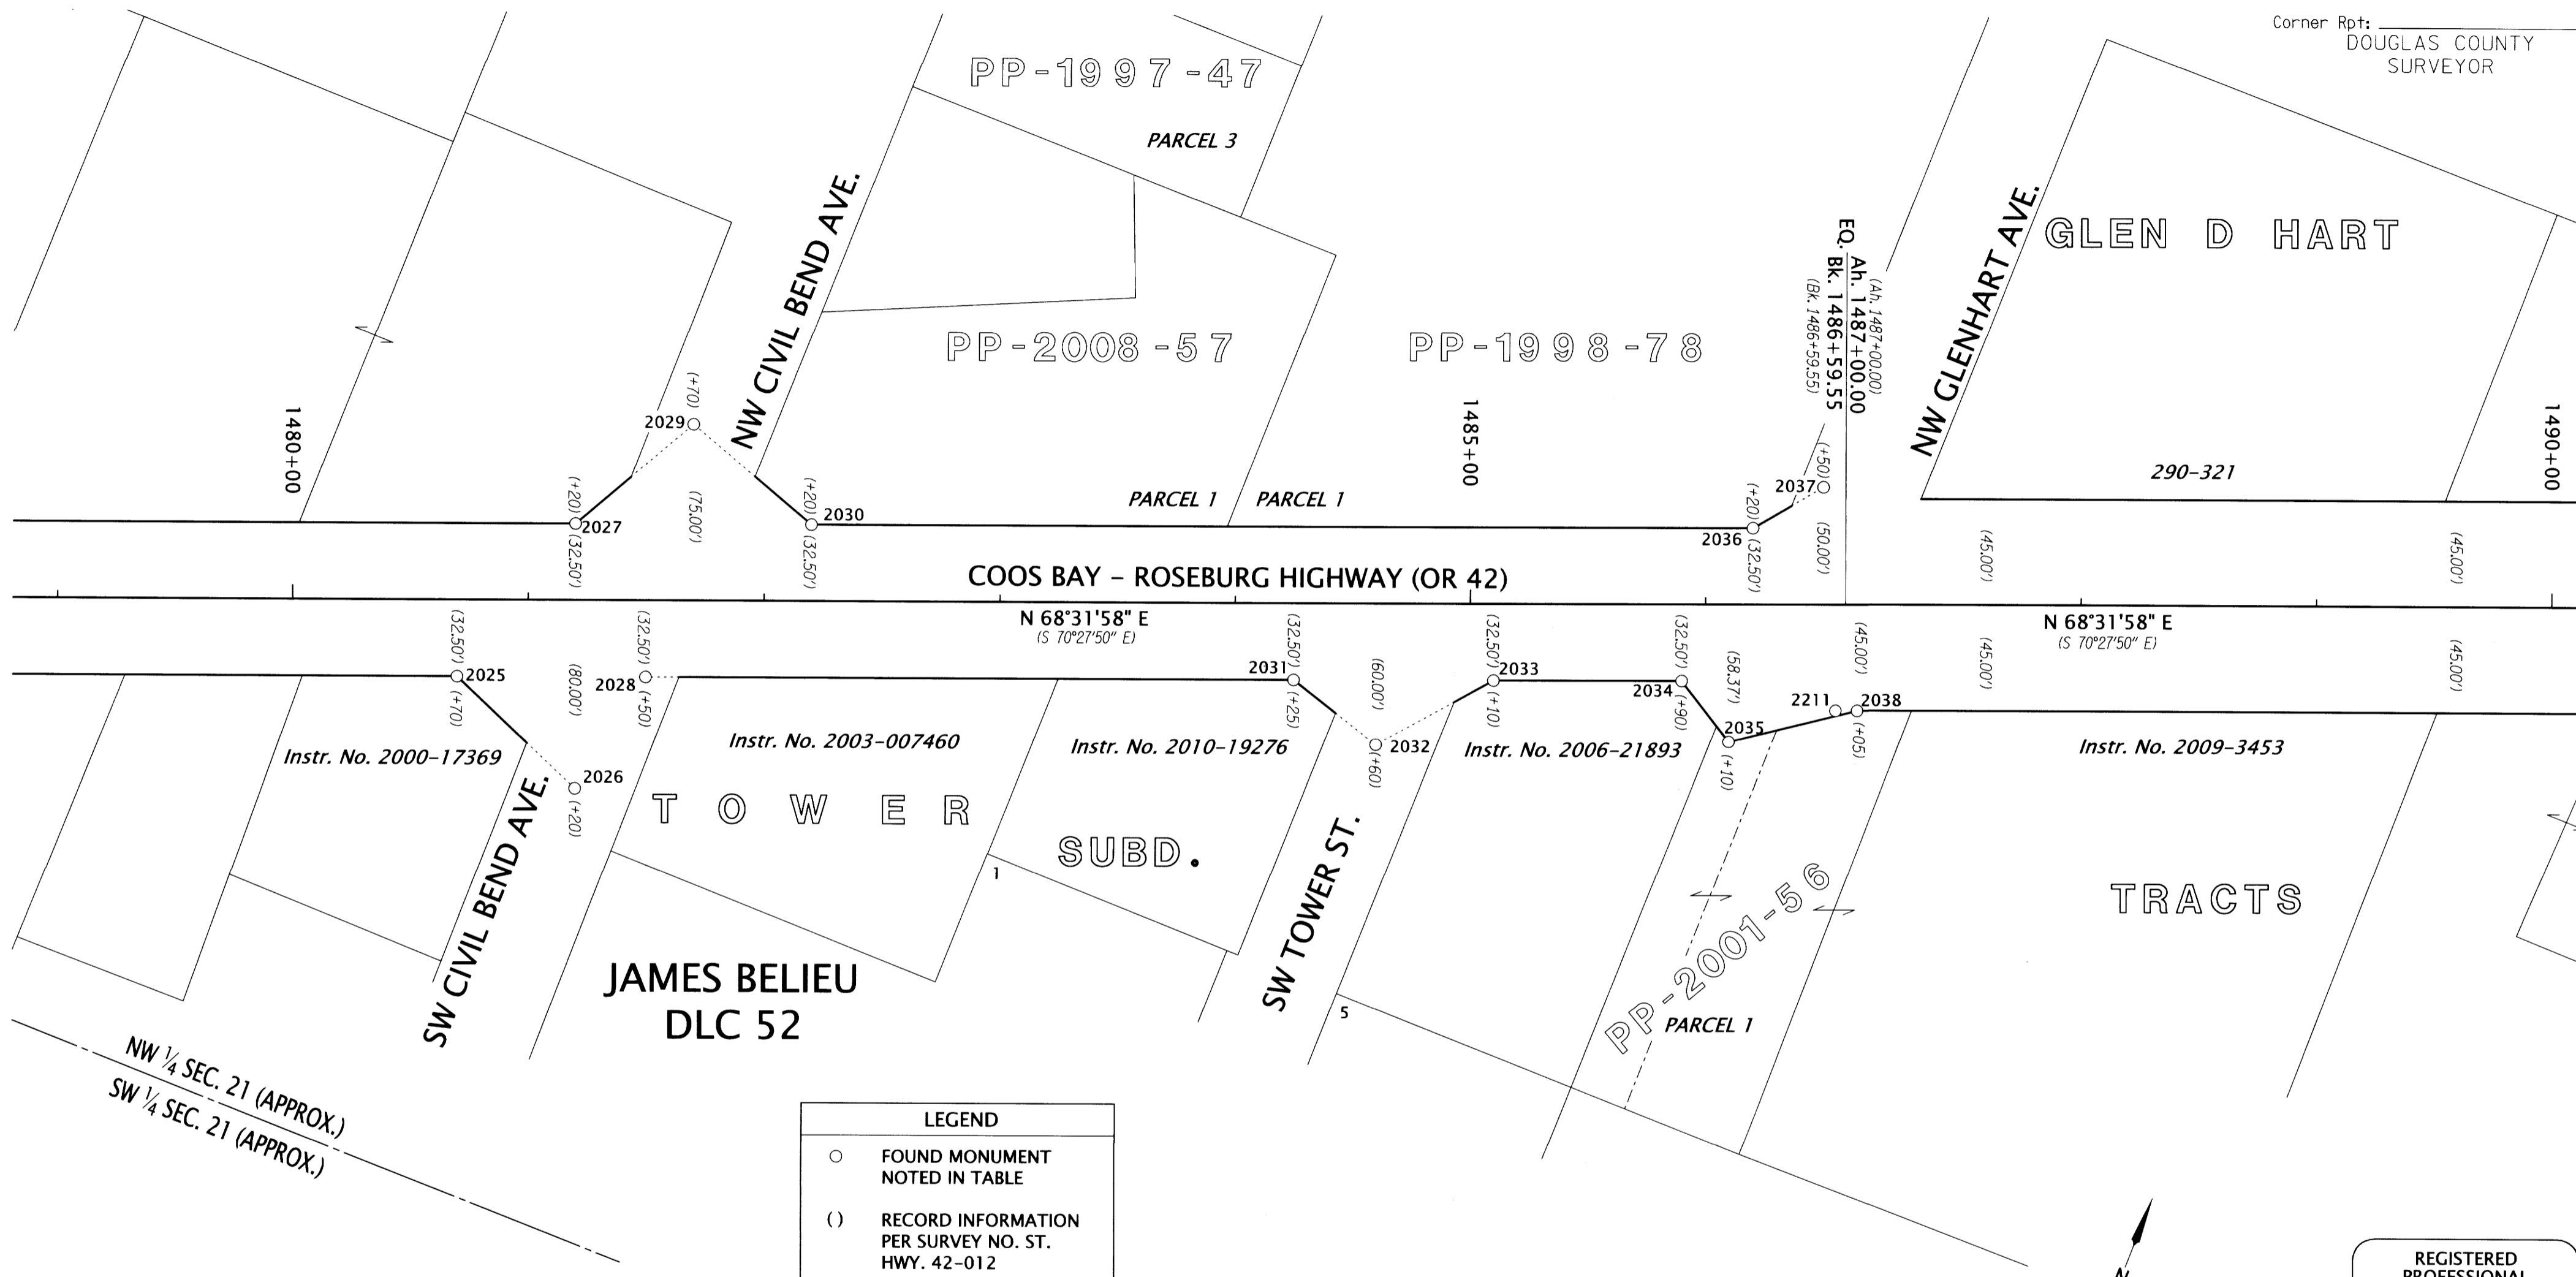 Corner Rpt:
DOUGLAS COUNTY
SURVEYOR
PP-1997-47
PARCEL 3
NW CIVIL BEND AVE.
PP-2008-57
PARCEL 1
PP-1998-78
PARCEL 1
EQ.
(Ah. 1487+00.00)
Ah. 1487+00.00
Bk. 1486+59.55
(Bk. 1486+59.55)
NW GLENHART AVE.
GLEN D HART
290-321
1480+00
1485+00
1490+00
(+70)
2029
(75.00')
(+20)
2027
(32.50')
(+20)
2030
(32.50')
(+20)
2036
(32.50')
(+50)
2037
(50.00')
(45.00')
(45.00')
COOS BAY – ROSEBURG HIGHWAY (OR 42)
N 68°31'58" E
(S 70°27'50" E)
N 68°31'58" E
(S 70°27'50" E)
(32.50')
2025
(+70)
(80.00')
2026
(+20)
(32.50')
2028
(+50)
(32.50')
2031
(+25)
(60.00')
2032
(+60)
(32.50')
2033
(+10)
(32.50')
2034
(+90)
(58.37')
2035
(+10)
2211
(45.00')
2038
(+05)
(45.00')
(45.00')
Instr. No. 2000-17369
Instr. No. 2003-007460
Instr. No. 2010-19276
Instr. No. 2006-21893
Instr. No. 2009-3453
SW CIVIL BEND AVE.
TOWER
SUBD.
1
SW TOWER ST.
5
PP-2001-56
PARCEL 1
TRACTS
JAMES BELIEU
DLC 52
NW 1/4 SEC. 21 (APPROX.)
SW 1/4 SEC. 21 (APPROX.)
LEGEND
○ FOUND MONUMENT
NOTED IN TABLE
( ) RECORD INFORMATION
PER SURVEY NO. ST.
HWY. 42-012
N
REGISTERED
PROFESSIONAL